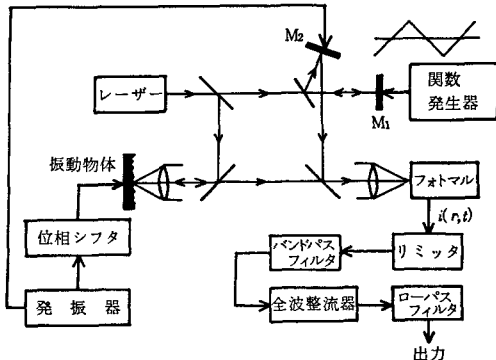 M₂
レーザー
関数
発生器
M₁
振動物体
フォトマル
i(r,t)
位相シフタ
バンドパス
フィルタ
リミッタ
発振器
全波整流器
ローパス
フィルタ
出力